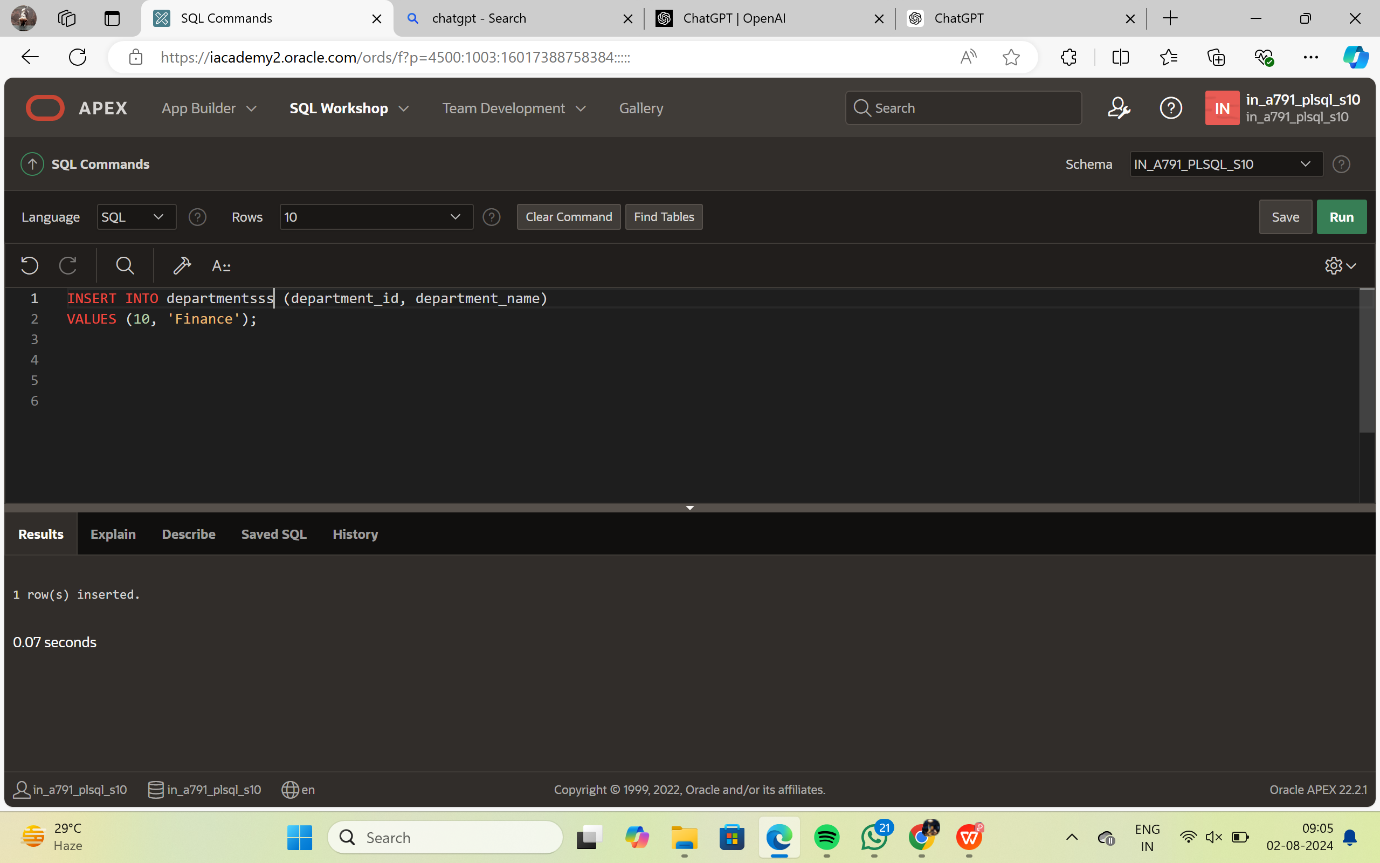 SQL Commands
chatgpt - Search
ChatGPT | OpenAI
ChatGPT
https://iacademy2.oracle.com/ords/f?p=4500:1003:16017388758384:::::
APEX App Builder SQL Workshop Team Development Gallery Search IN in_a791_plsql_s10
in_a791_plsql_s10
SQL Commands Schema IN_A791_PLSQL_S10
Language SQL Rows 10 Clear Command Find Tables Save Run
1 INSERT INTO departmentsss (department_id, department_name)
2 VALUES (10, 'Finance');
3
4
5
6
Results Explain Describe Saved SQL History
1 row(s) inserted.
0.07 seconds
in_a791_plsql_s10 in_a791_plsql_s10 en Copyright © 1999, 2022, Oracle and/or its affiliates. Oracle APEX 22.2.1
29°C
Haze
Search
21
ENG
IN
09:05
02-08-2024